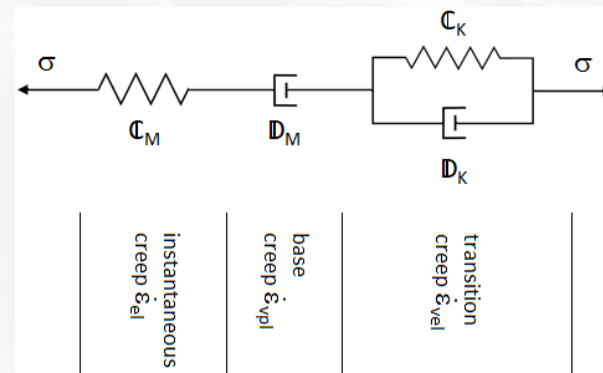 ℂK
σ
σ
ℂM
𝔻M
𝔻K
instantaneous
creep ε̇el
base
creep ε̇vpl
transition
creep ε̇vel